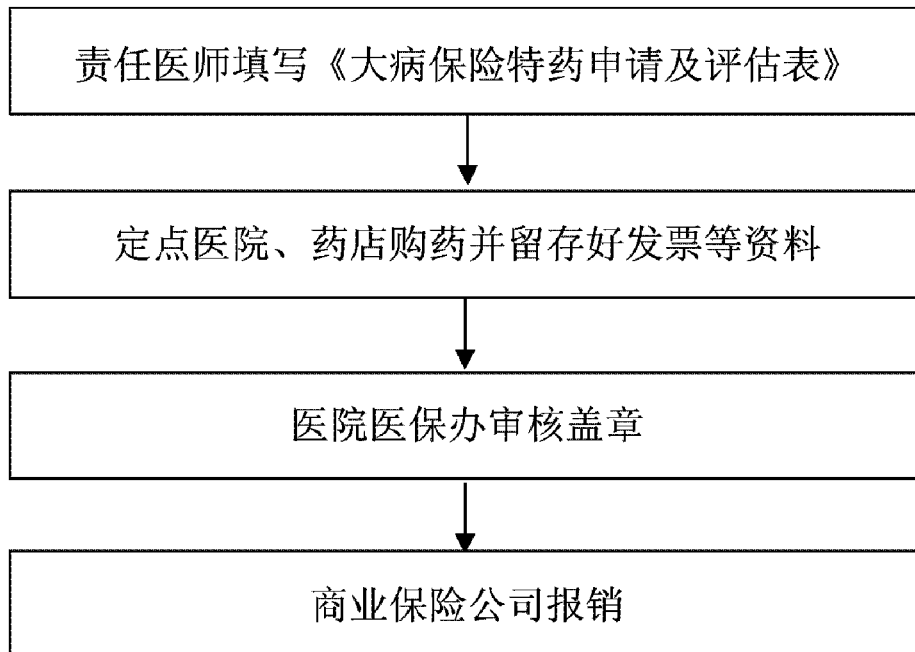 责任医师填写《大病保险特药申请及评估表》
定点医院、药店购药并留存好发票等资料
医院医保办审核盖章
商业保险公司报销